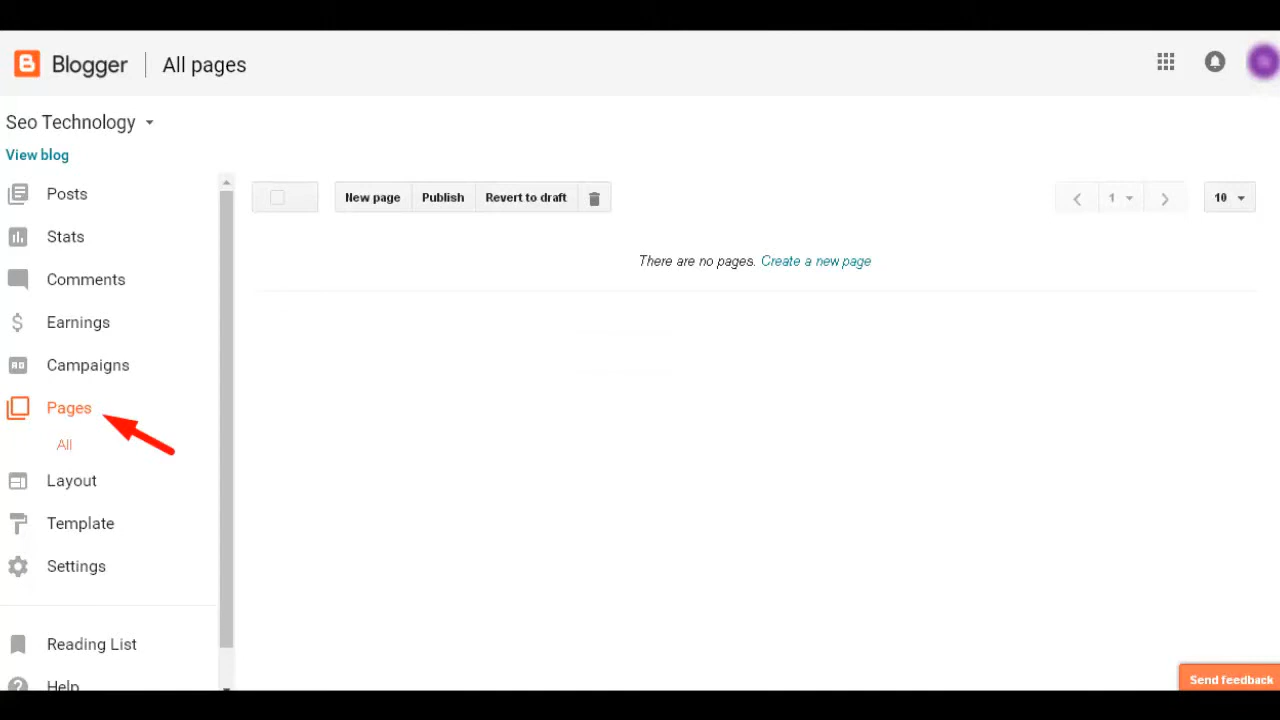 Blogger
All pages
Seo Technology
View blog
Posts
Stats
Comments
Earnings
Campaigns
Pages
All
Layout
Template
Settings
Reading List
Help
New page Publish Revert to draft
1
10
There are no pages. Create a new page
Send feedback